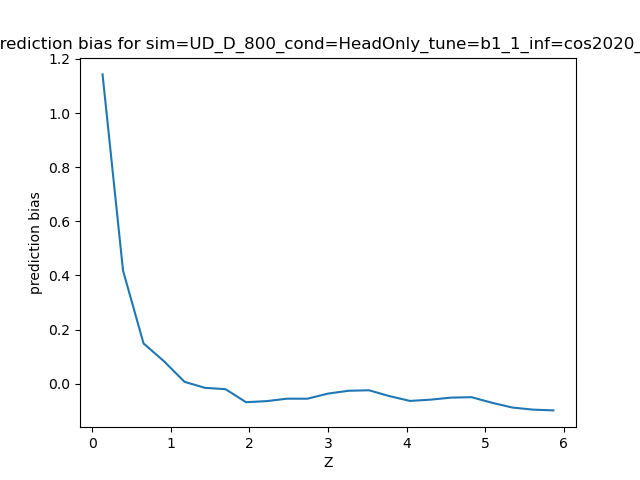 rediction bias for sim=UD_D_800_cond=HeadOnly_tune=b1_1_inf=cos2020_
1.2
1.0
0.8
0.6
0.4
0.2
0.0
prediction bias
0 1 2 3 4 5 6
Z